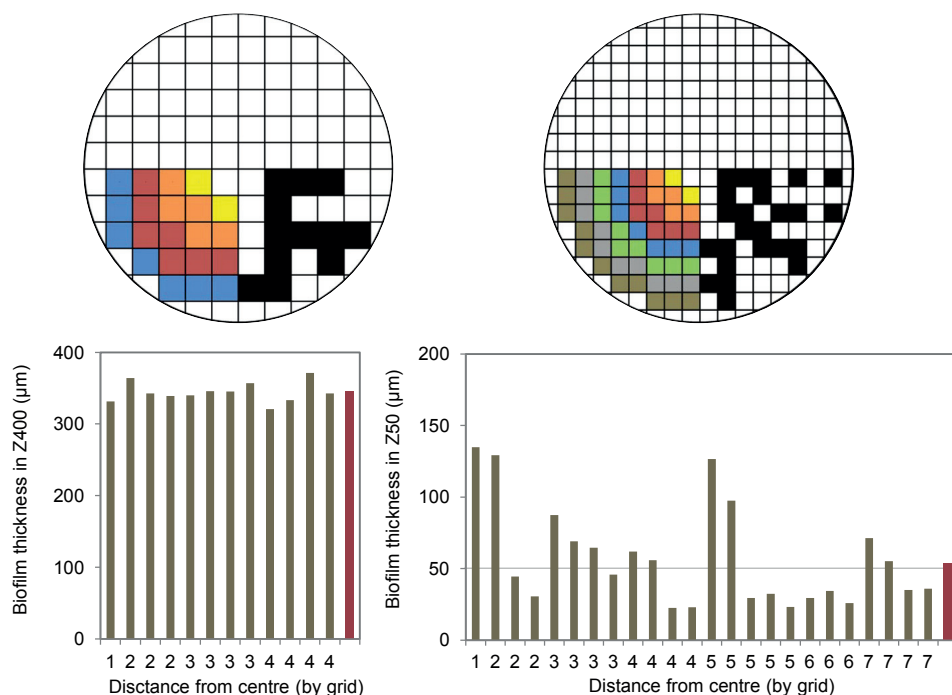 400
300
200
100
0
Biofilm thickness in Z400 (µm)
1 2 2 2 3 3 3 3 4 4 4 4
Disctance from centre (by grid)
200
150
100
50
0
Biofilm thickness in Z50 (µm)
1 2 2 2 3 3 3 3 4 4 4 4 5 5 5 5 5 6 6 6 7 7 7 7
Distance from centre (by grid)